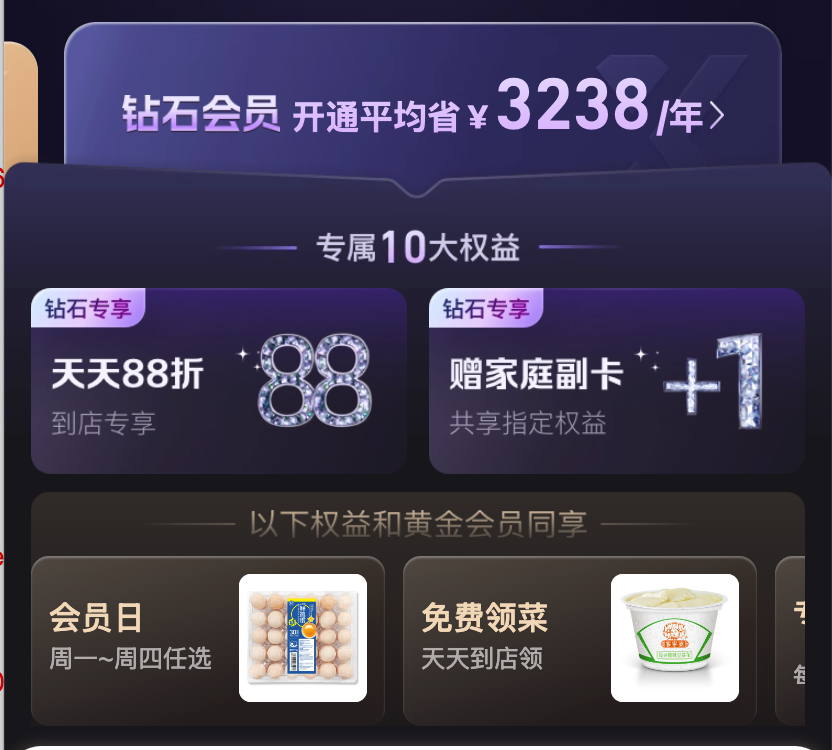 钻石会员 开通平均省¥3238/年>
专属10大权益
钻石专享
天天88折
到店专享
88
钻石专享
赠家庭副卡
共享指定权益
+1
以下权益和黄金会员同享
会员日
周一~周四任选
免费领菜
天天到店领